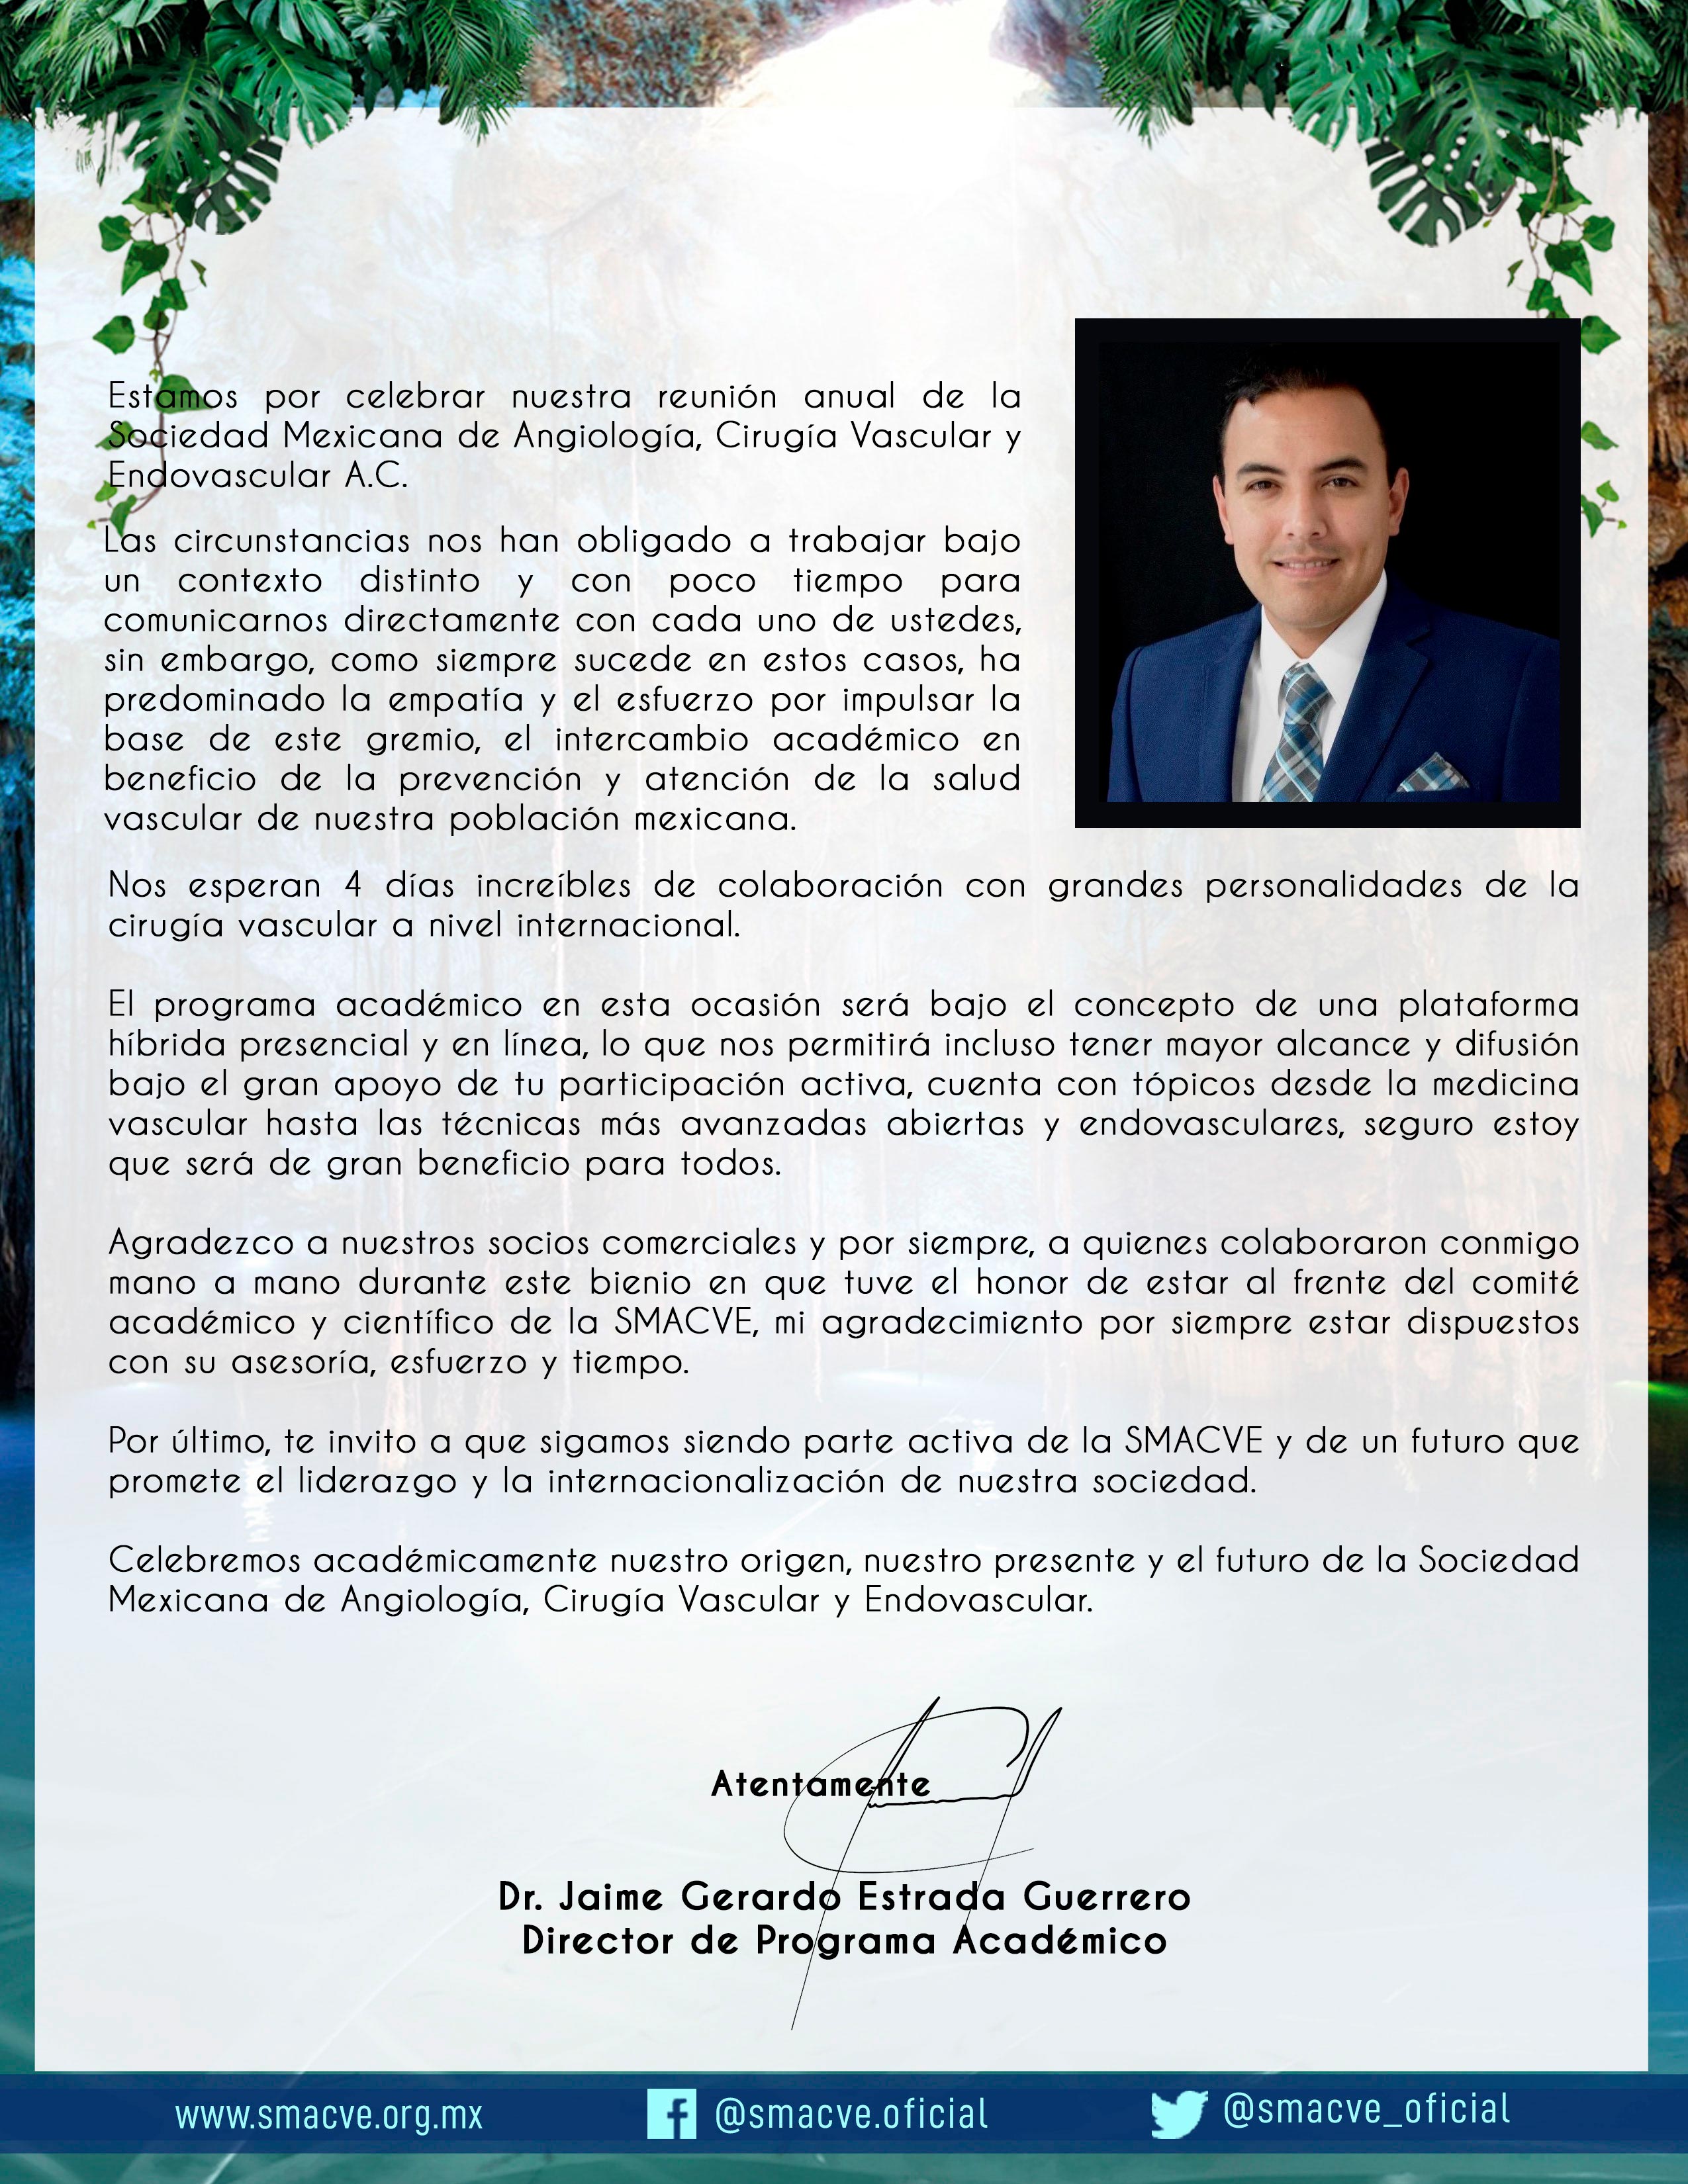 Estamos por celebrar nuestra reunión anual de la
Sociedad Mexicana de Angiología, Cirugía Vascular y
Endovascular A.C.
Las circunstancias nos han obligado a trabajar bajo
un contexto distinto y con poco tiempo para
comunicarnos directamente con cada uno de ustedes,
sin embargo, como siempre sucede en estos casos, ha
predominado la empatía y el esfuerzo por impulsar la
base de este gremio, el intercambio académico en
beneficio de la prevención y atención de la salud
vascular de nuestra población mexicana.
Nos esperan 4 días increíbles de colaboración con grandes personalidades de la
cirugía vascular a nivel internacional.
El programa académico en esta ocasión será bajo el concepto de una plataforma
híbrida presencial y en línea, lo que nos permitirá incluso tener mayor alcance y difusión
bajo el gran apoyo de tu participación activa, cuenta con tópicos desde la medicina
vascular hasta las técnicas más avanzadas abiertas y endovasculares, seguro estoy
que será de gran beneficio para todos.
Agradezco a nuestros socios comerciales y por siempre, a quienes colaboraron conmigo
mano a mano durante este bienio en que tuve el honor de estar al frente del comité
académico y científico de la SMACVE, mi agradecimiento por siempre estar dispuestos
con su asesoría, esfuerzo y tiempo.
Por último, te invito a que sigamos siendo parte activa de la SMACVE y de un futuro que
promete el liderazgo y la internacionalización de nuestra sociedad.
Celebremos académicamente nuestro origen, nuestro presente y el futuro de la Sociedad
Mexicana de Angiología, Cirugía Vascular y Endovascular.
Atentamente
Dr. Jaime Gerardo Estrada Guerrero
Director de Programa Académico
www.smacve.org.mx
@smacve.oficial
@smacve_oficial